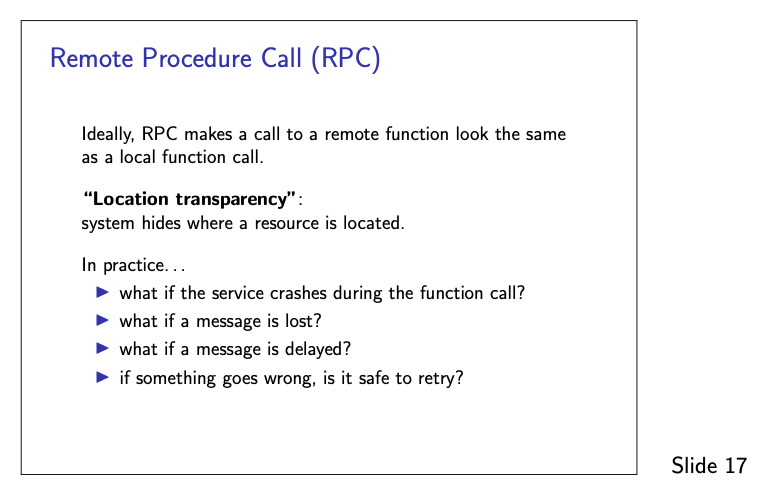 Remote Procedure Call (RPC)
Ideally, RPC makes a call to a remote function look the same
as a local function call.
“Location transparency”:
system hides where a resource is located.
In practice...
▶ what if the service crashes during the function call?
▶ what if a message is lost?
▶ what if a message is delayed?
▶ if something goes wrong, is it safe to retry?
Slide 17